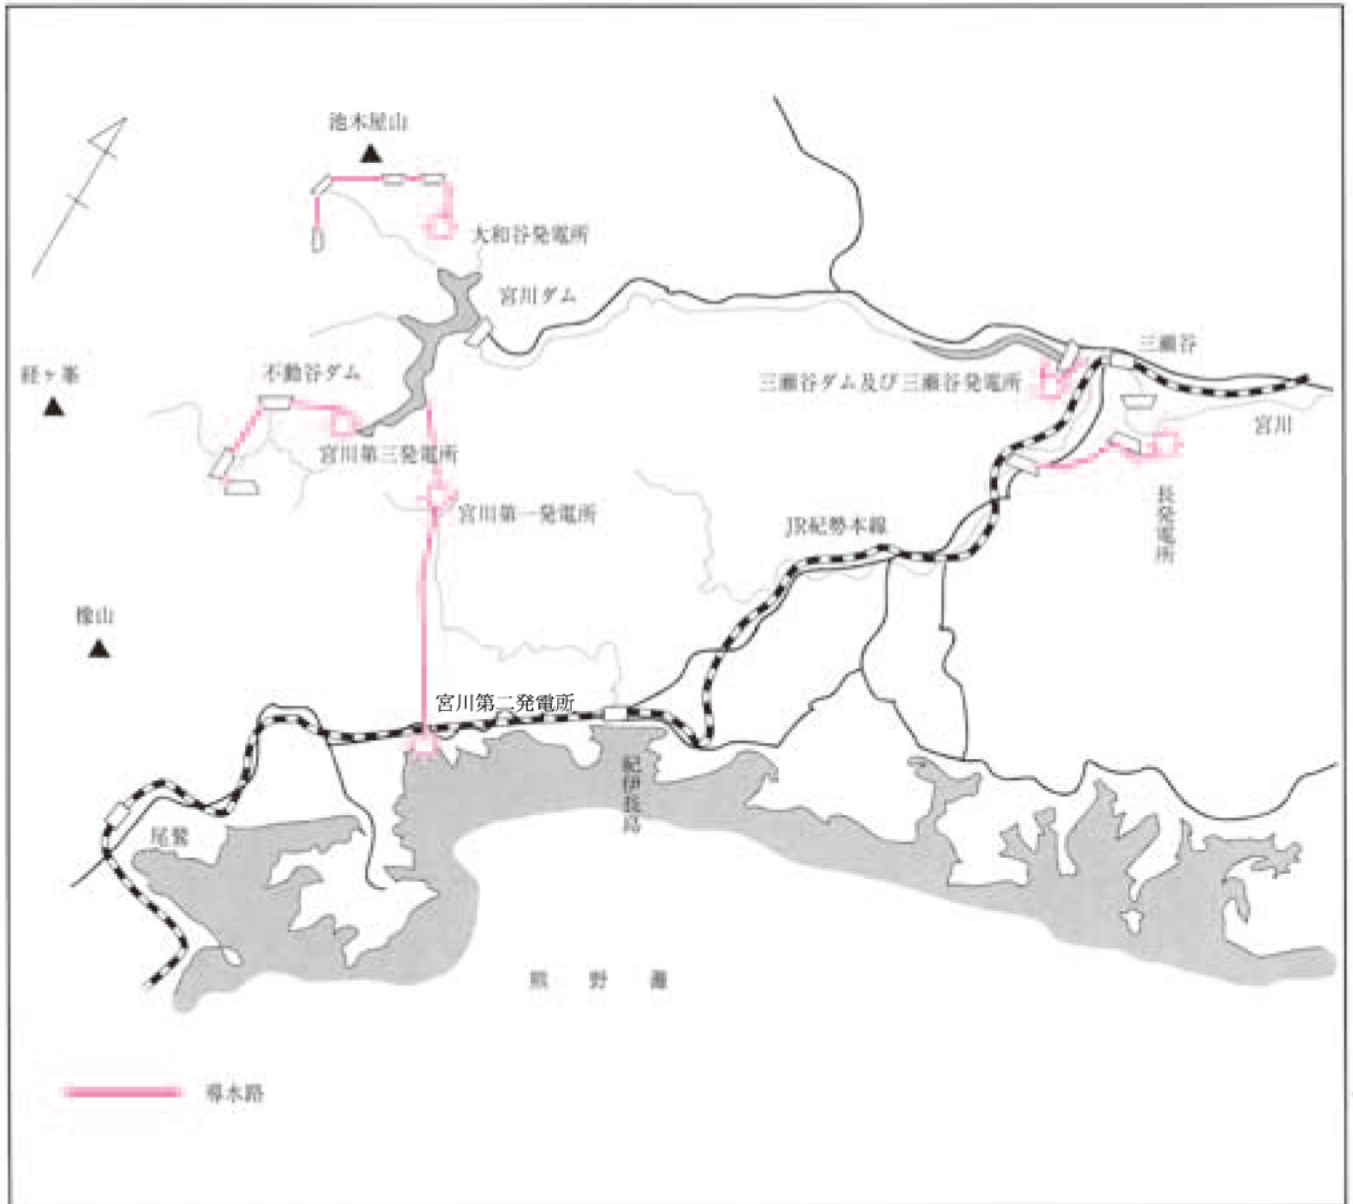 池木屋山
大和谷発電所
宮川ダム
三瀬谷
経ヶ峯
不動谷ダム
三瀬谷ダム及び三瀬谷発電所
宮川
宮川第三発電所
宮川第一発電所
長発電所
JR紀勢本線
橡山
宮川第二発電所
紀伊長島
尾鷲
熊野灘
導水路